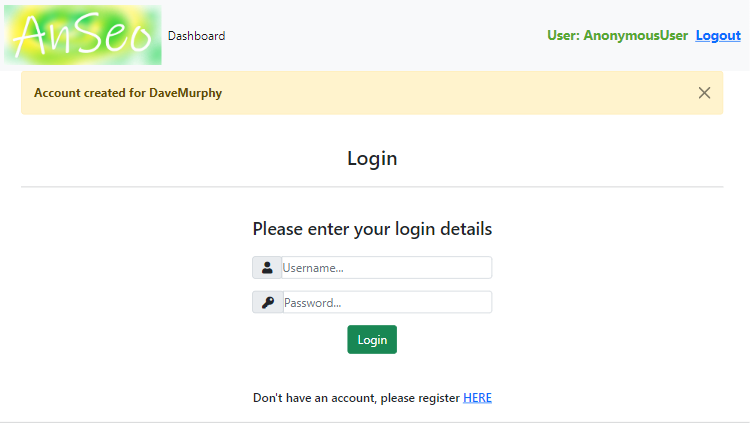 AnSeo
Dashboard
User: AnonymousUser Logout
Account created for DaveMurphy
Login
Please enter your login details
Username...
Password...
Login
Don't have an account, please register HERE